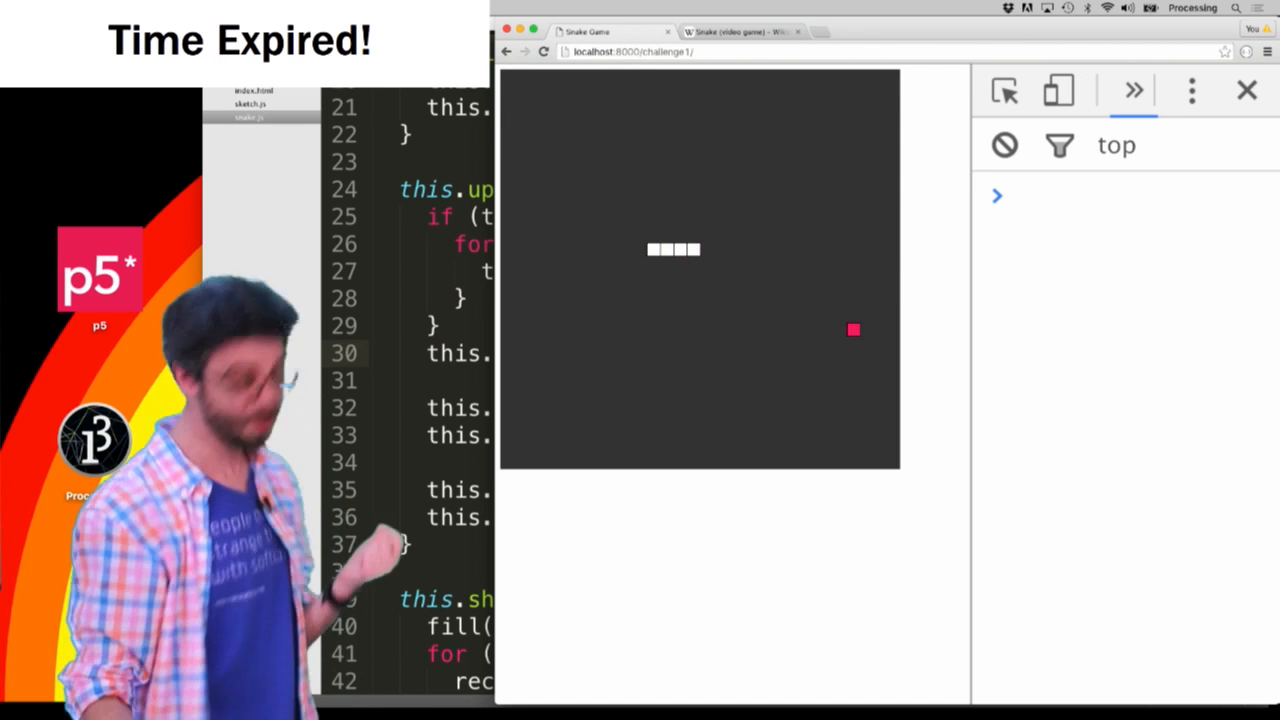 Time Expired!
Processing
Snake Game
Snake (video game) - Wiki
You
localhost:8000/challenge1/
index.html
sketch.js
snake.js
top
21 this.
22 }
23
24 this.up
25 if (t
26 for
27 t
28 }
29 }
30 this.
31
32 this.
33 this.
34
35 this.
36 this.
37 }
39 this.sh
40 fill(
41 for (
42 rec
p5*
p5
people
strange
with